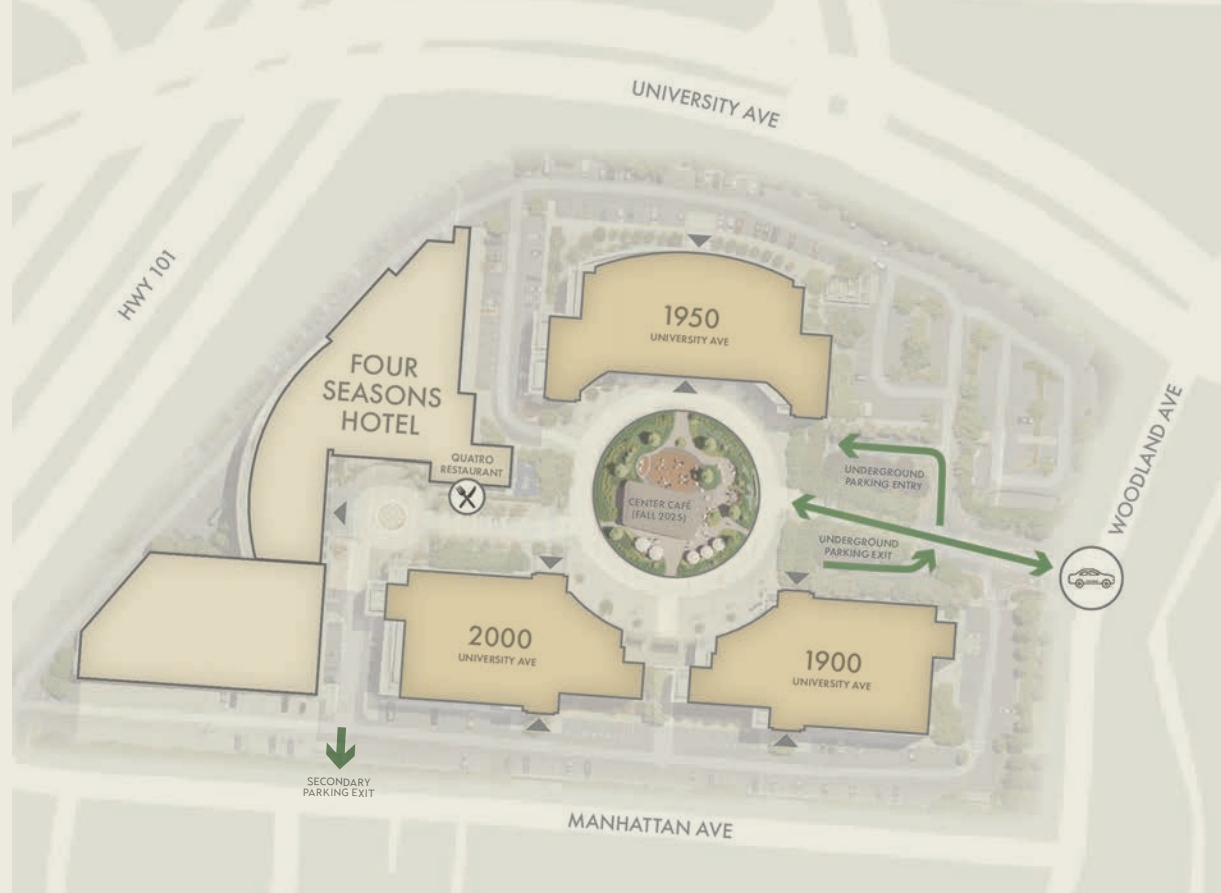 UNIVERSITY AVE
HWY 101
1950
UNIVERSITY AVE
FOUR
SEASONS
HOTEL
QUATRO
RESTAURANT
WOODLAND AVE
UNDERGROUND
PARKING ENTRY
CENTER CAFÉ
(FALL 2025)
UNDERGROUND
PARKING EXIT
2000
UNIVERSITY AVE
1900
UNIVERSITY AVE
SECONDARY
PARKING EXIT
MANHATTAN AVE